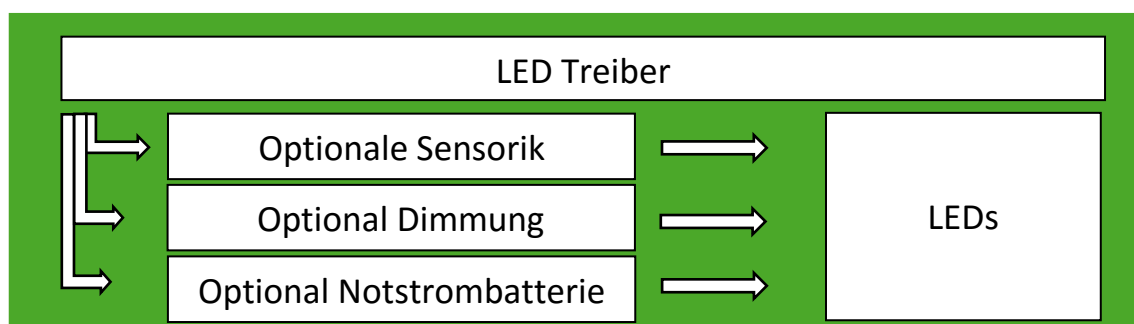 LED Treiber
Optionale Sensorik
Optional Dimmung
LEDs
Optional Notstrombatterie